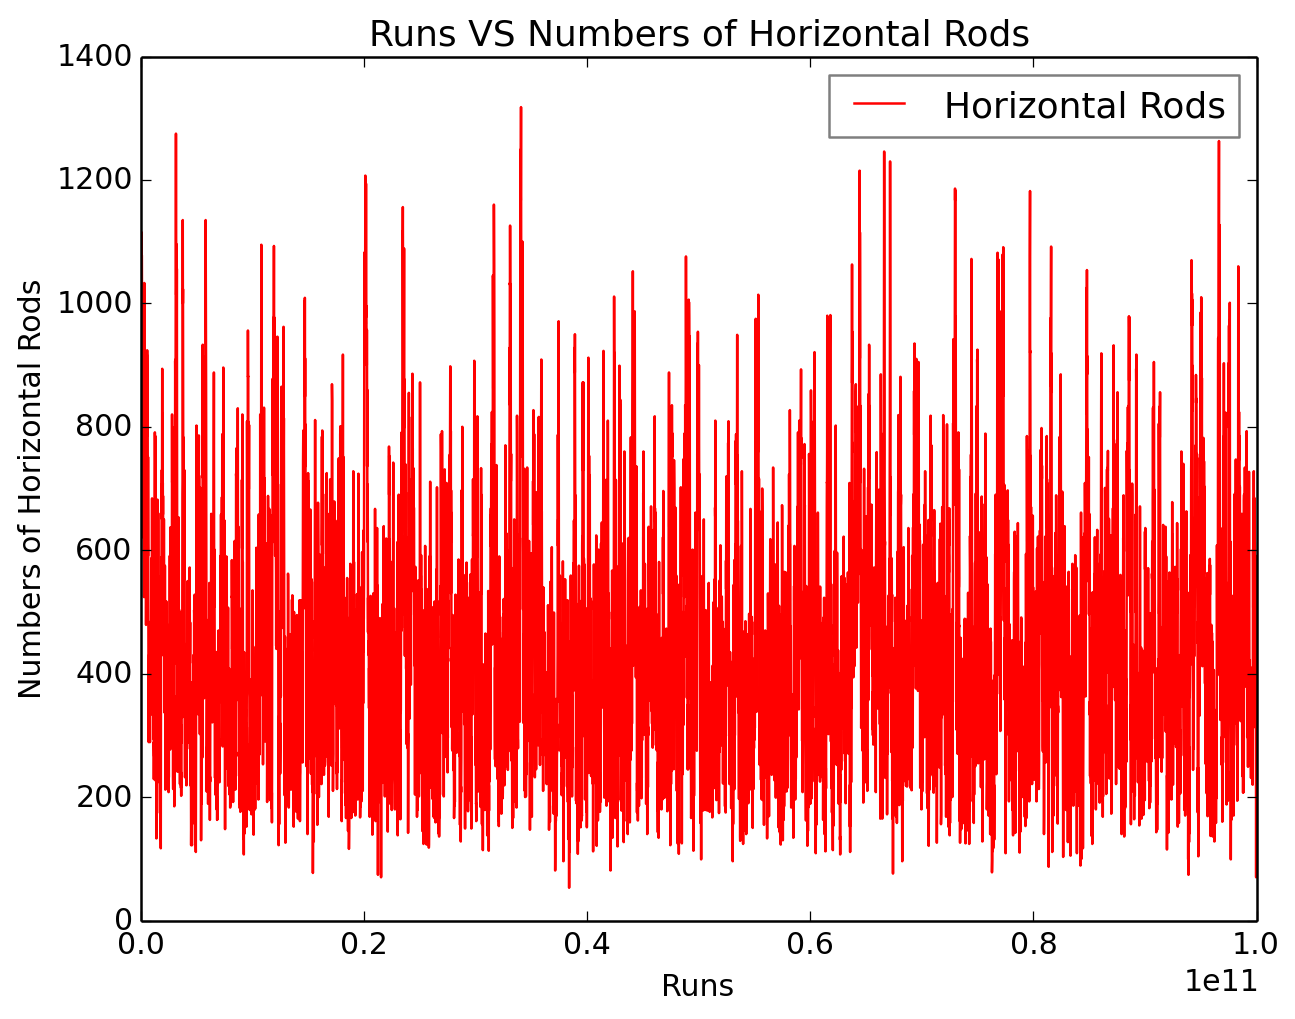 Runs VS Numbers of Horizontal Rods
Horizontal Rods
Numbers of Horizontal Rods
1400
1200
1000
800
600
400
200
0
0.0 0.2 0.4 0.6 0.8 1.0
1e11
Runs